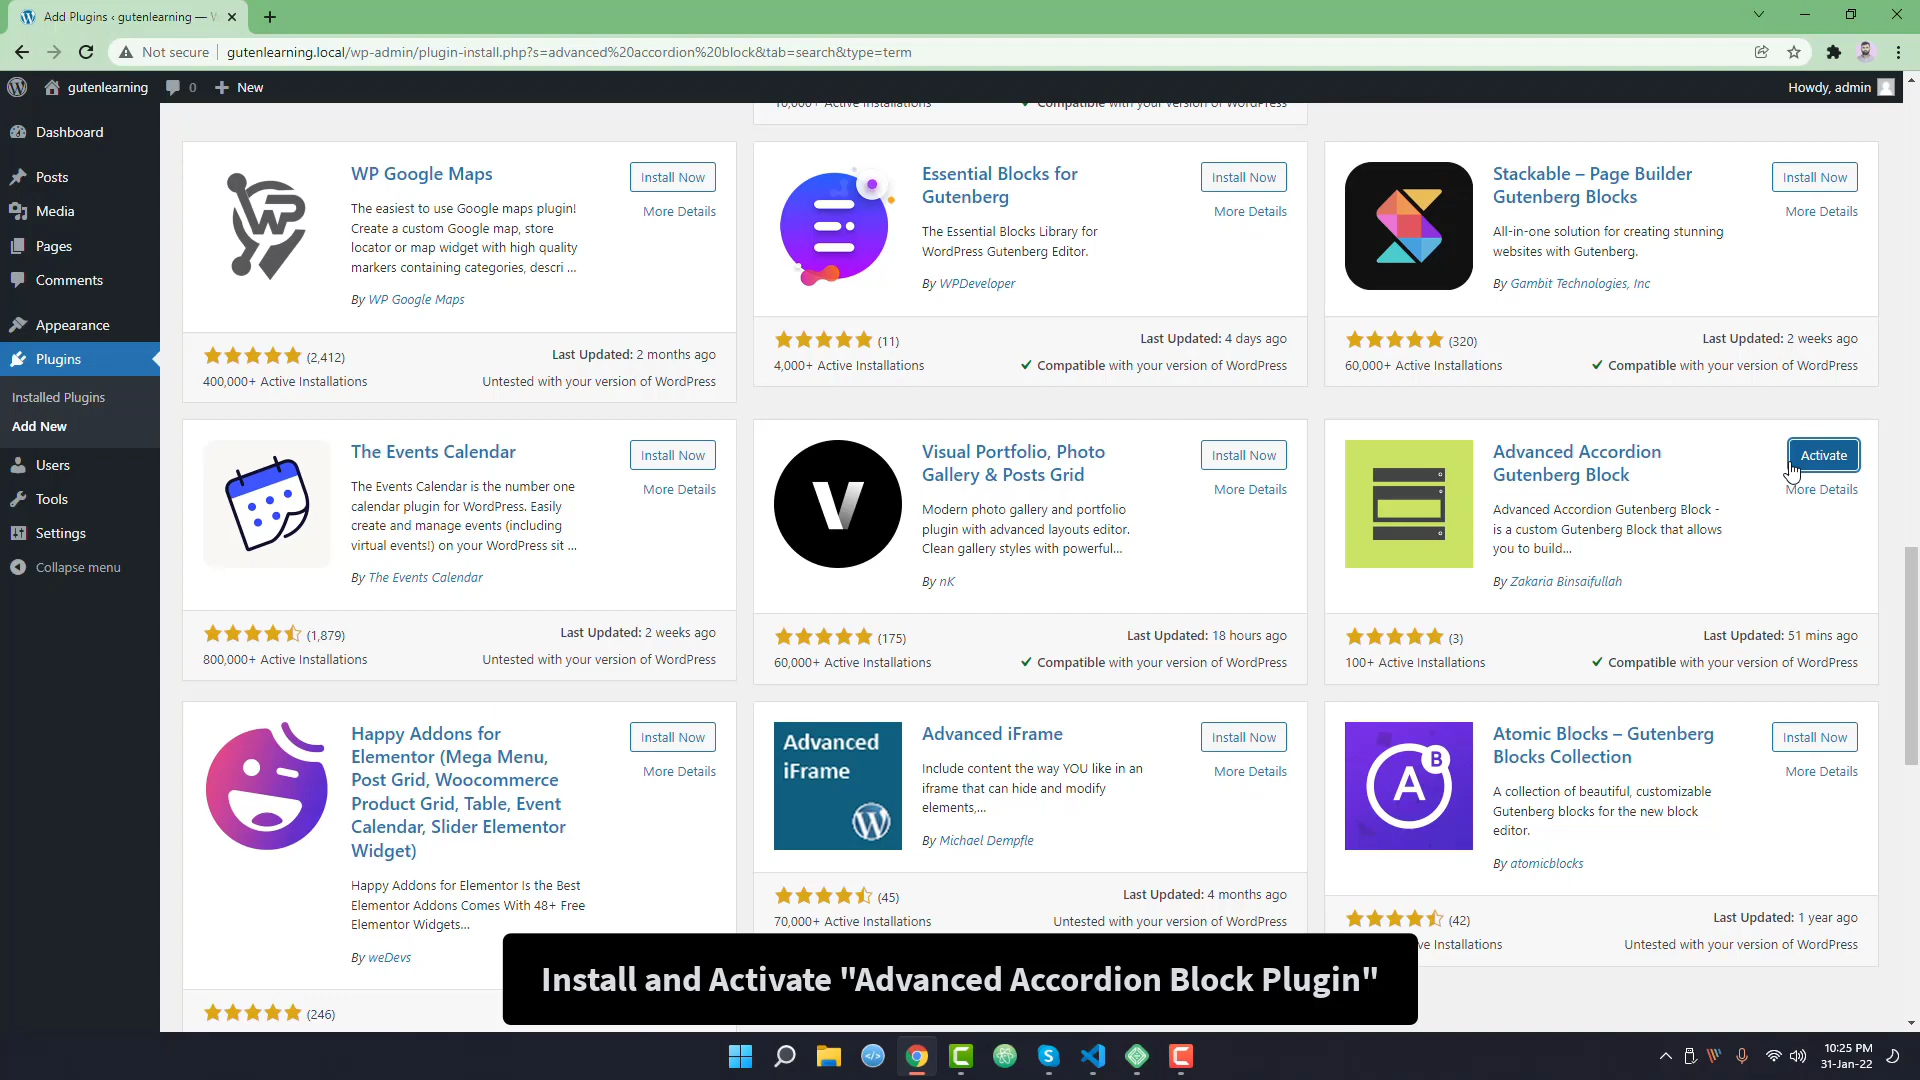 Add Plugins ‹ gutenlearning — W
Not secure
gutenlearning.local/wp-admin/plugin-install.php?s=advanced%20accordion%20block&tab=search&type=term
gutenlearning
0
New
Howdy, admin
Dashboard
Posts
Media
Pages
Comments
Appearance
Plugins
Installed Plugins
Add New
Users
Tools
Settings
Collapse menu
10,000+ Active Installations
Compatible with your version of WordPress
WP Google Maps
Install Now
More Details
The easiest to use Google maps plugin!
Create a custom Google map, store
locator or map widget with high quality
markers containing categories, descri ...
By WP Google Maps
(2,412)
Last Updated: 2 months ago
400,000+ Active Installations
Untested with your version of WordPress
Essential Blocks for
Gutenberg
Install Now
More Details
The Essential Blocks Library for
WordPress Gutenberg Editor.
By WPDeveloper
(11)
Last Updated: 4 days ago
4,000+ Active Installations
Compatible with your version of WordPress
Stackable – Page Builder
Gutenberg Blocks
Install Now
More Details
All-in-one solution for creating stunning
websites with Gutenberg.
By Gambit Technologies, Inc
(320)
Last Updated: 2 weeks ago
60,000+ Active Installations
Compatible with your version of WordPress
The Events Calendar
Install Now
More Details
The Events Calendar is the number one
calendar plugin for WordPress. Easily
create and manage events (including
virtual events!) on your WordPress sit ...
By The Events Calendar
(1,879)
Last Updated: 2 weeks ago
800,000+ Active Installations
Untested with your version of WordPress
Visual Portfolio, Photo
Gallery & Posts Grid
Install Now
More Details
Modern photo gallery and portfolio
plugin with advanced layouts editor.
Clean gallery styles with powerful...
By nK
(175)
Last Updated: 18 hours ago
60,000+ Active Installations
Compatible with your version of WordPress
Advanced Accordion
Gutenberg Block
Activate
More Details
Advanced Accordion Gutenberg Block -
is a custom Gutenberg Block that allows
you to build...
By Zakaria Binsaifullah
(3)
Last Updated: 51 mins ago
100+ Active Installations
Compatible with your version of WordPress
Happy Addons for
Elementor (Mega Menu,
Post Grid, Woocommerce
Product Grid, Table, Event
Calendar, Slider Elementor
Widget)
Install Now
More Details
Happy Addons for Elementor Is the Best
Elementor Addons Comes With 48+ Free
Elementor Widgets...
By weDevs
(246)
Advanced
iFrame
Advanced iFrame
Install Now
More Details
Include content the way YOU like in an
iframe that can hide and modify
elements,...
By Michael Dempfle
(45)
Last Updated: 4 months ago
70,000+ Active Installations
Untested with your version of WordPress
Atomic Blocks – Gutenberg
Blocks Collection
Install Now
More Details
A collection of beautiful, customizable
Gutenberg blocks for the new block
editor.
By atomicblocks
(42)
Last Updated: 1 year ago
ve Installations
Untested with your version of WordPress
Install and Activate "Advanced Accordion Block Plugin"
10:25 PM
31-Jan-22